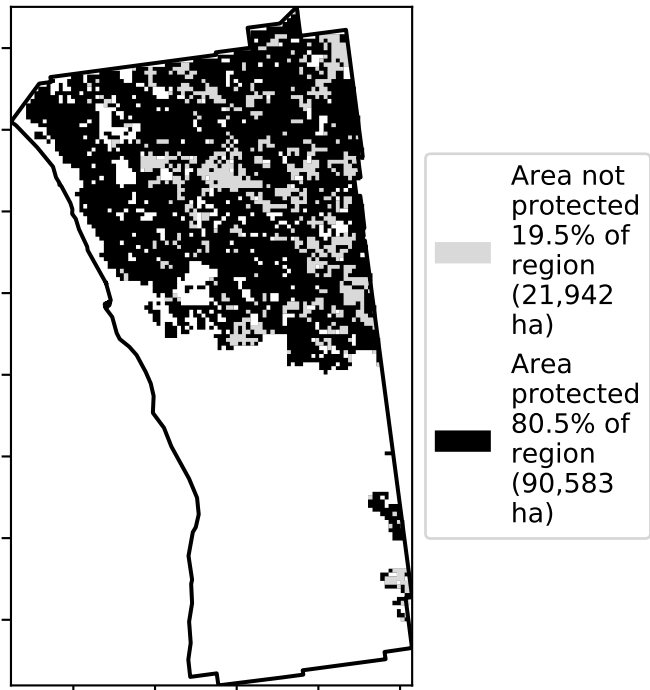 Area not
protected
19.5% of
region
(21,942
ha)
Area
protected
80.5% of
region
(90,583
ha)